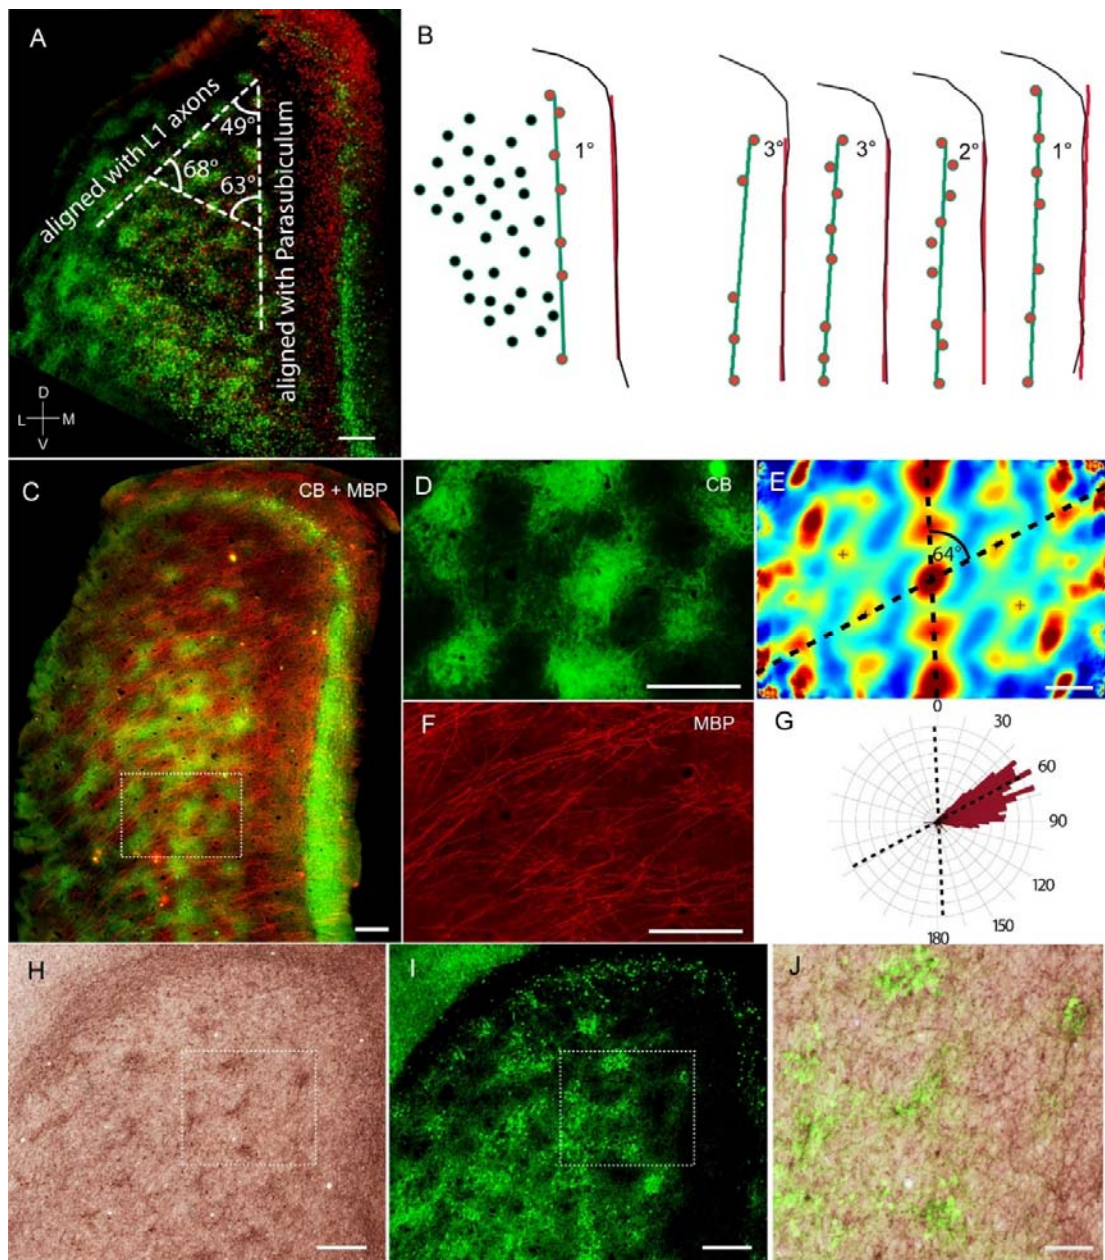 A
aligned with L1 axons
49°
68°
63°
aligned with Parasubiculum
D
L M
V
B
1°
3°
3°
2°
1°
C
CB + MBP
D
CB
E
64°
F
MBP
G
0
30
60
90
120
150
180
H
I
J